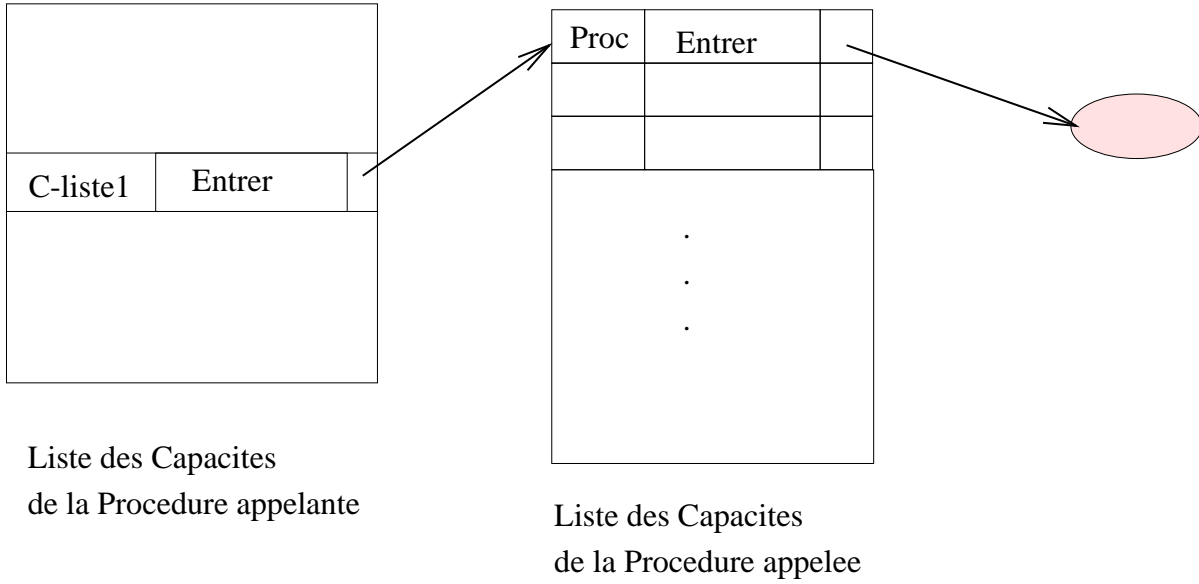 Proc Entrer
C-liste1 Entrer
.
.
.
Liste des Capacites
de la Procedure appelante
Liste des Capacites
de la Procedure appelee